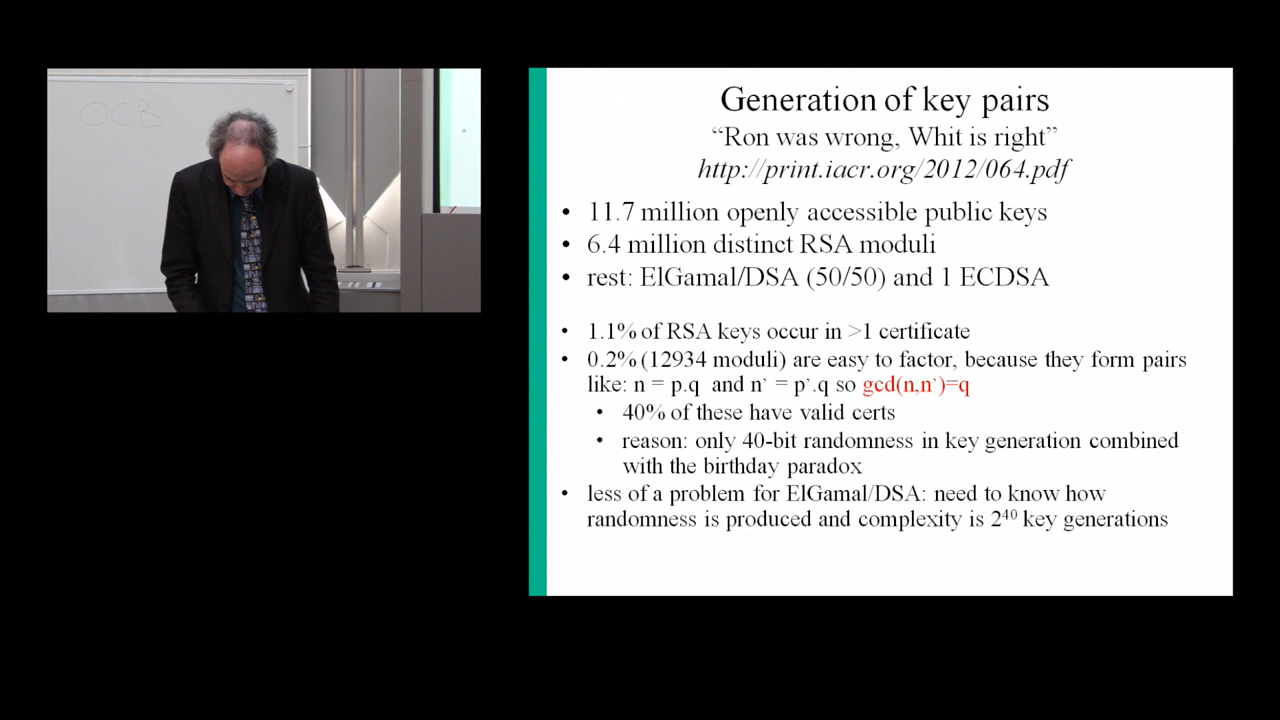 OCB
Generation of key pairs
“Ron was wrong, Whit is right”
http://print.iacr.org/2012/064.pdf
• 11.7 million openly accessible public keys
• 6.4 million distinct RSA moduli
• rest: ElGamal/DSA (50/50) and 1 ECDSA
• 1.1% of RSA keys occur in >1 certificate
• 0.2% (12934 moduli) are easy to factor, because they form pairs
like: n = p.q and n’ = p’.q so gcd(n,n’)=q
• 40% of these have valid certs
• reason: only 40-bit randomness in key generation combined
with the birthday paradox
• less of a problem for ElGamal/DSA: need to know how
randomness is produced and complexity is 2⁴⁰ key generations